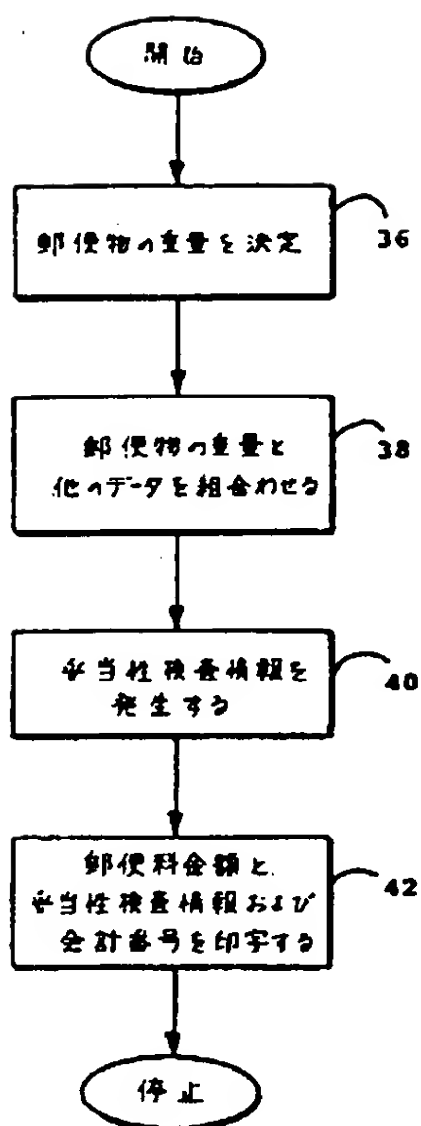 開始
郵便物の重量を決定
36
郵便物の重量と
他のデータを組合わせる
38
妥当性検査情報を
発生する
40
郵便料金額と、
妥当性検査情報および
会計番号を印字する
42
停止